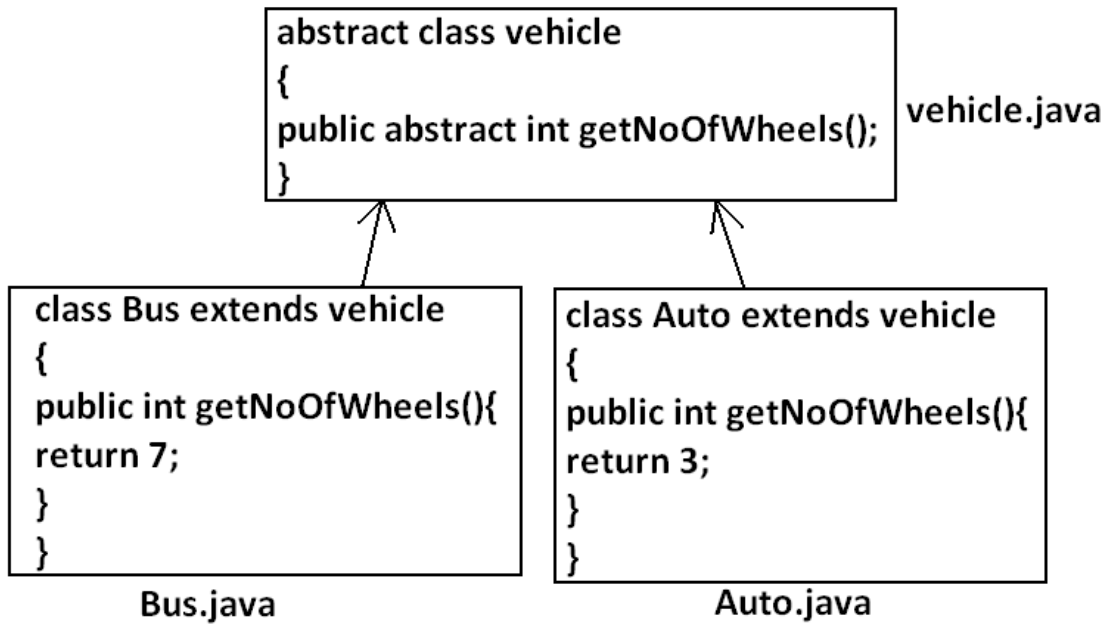 abstract class vehicle
{
public abstract int getNoOfWheels();
}
vehicle.java
class Bus extends vehicle
{
public int getNoOfWheels(){
return 7;
}
}
Bus.java
class Auto extends vehicle
{
public int getNoOfWheels(){
return 3;
}
}
Auto.java